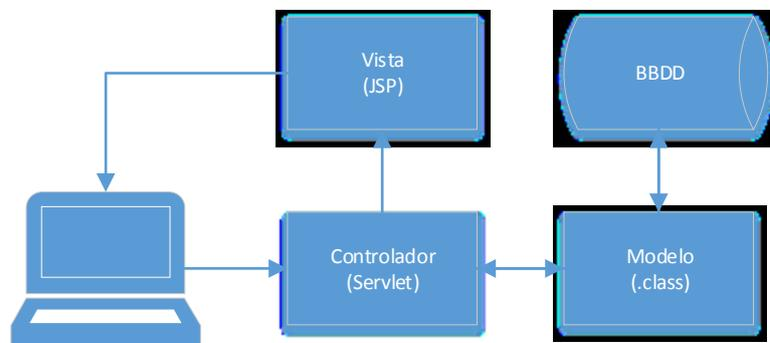 Vista
(JSP)
BBDD
Controlador
(Servlet)
Modelo
(.class)